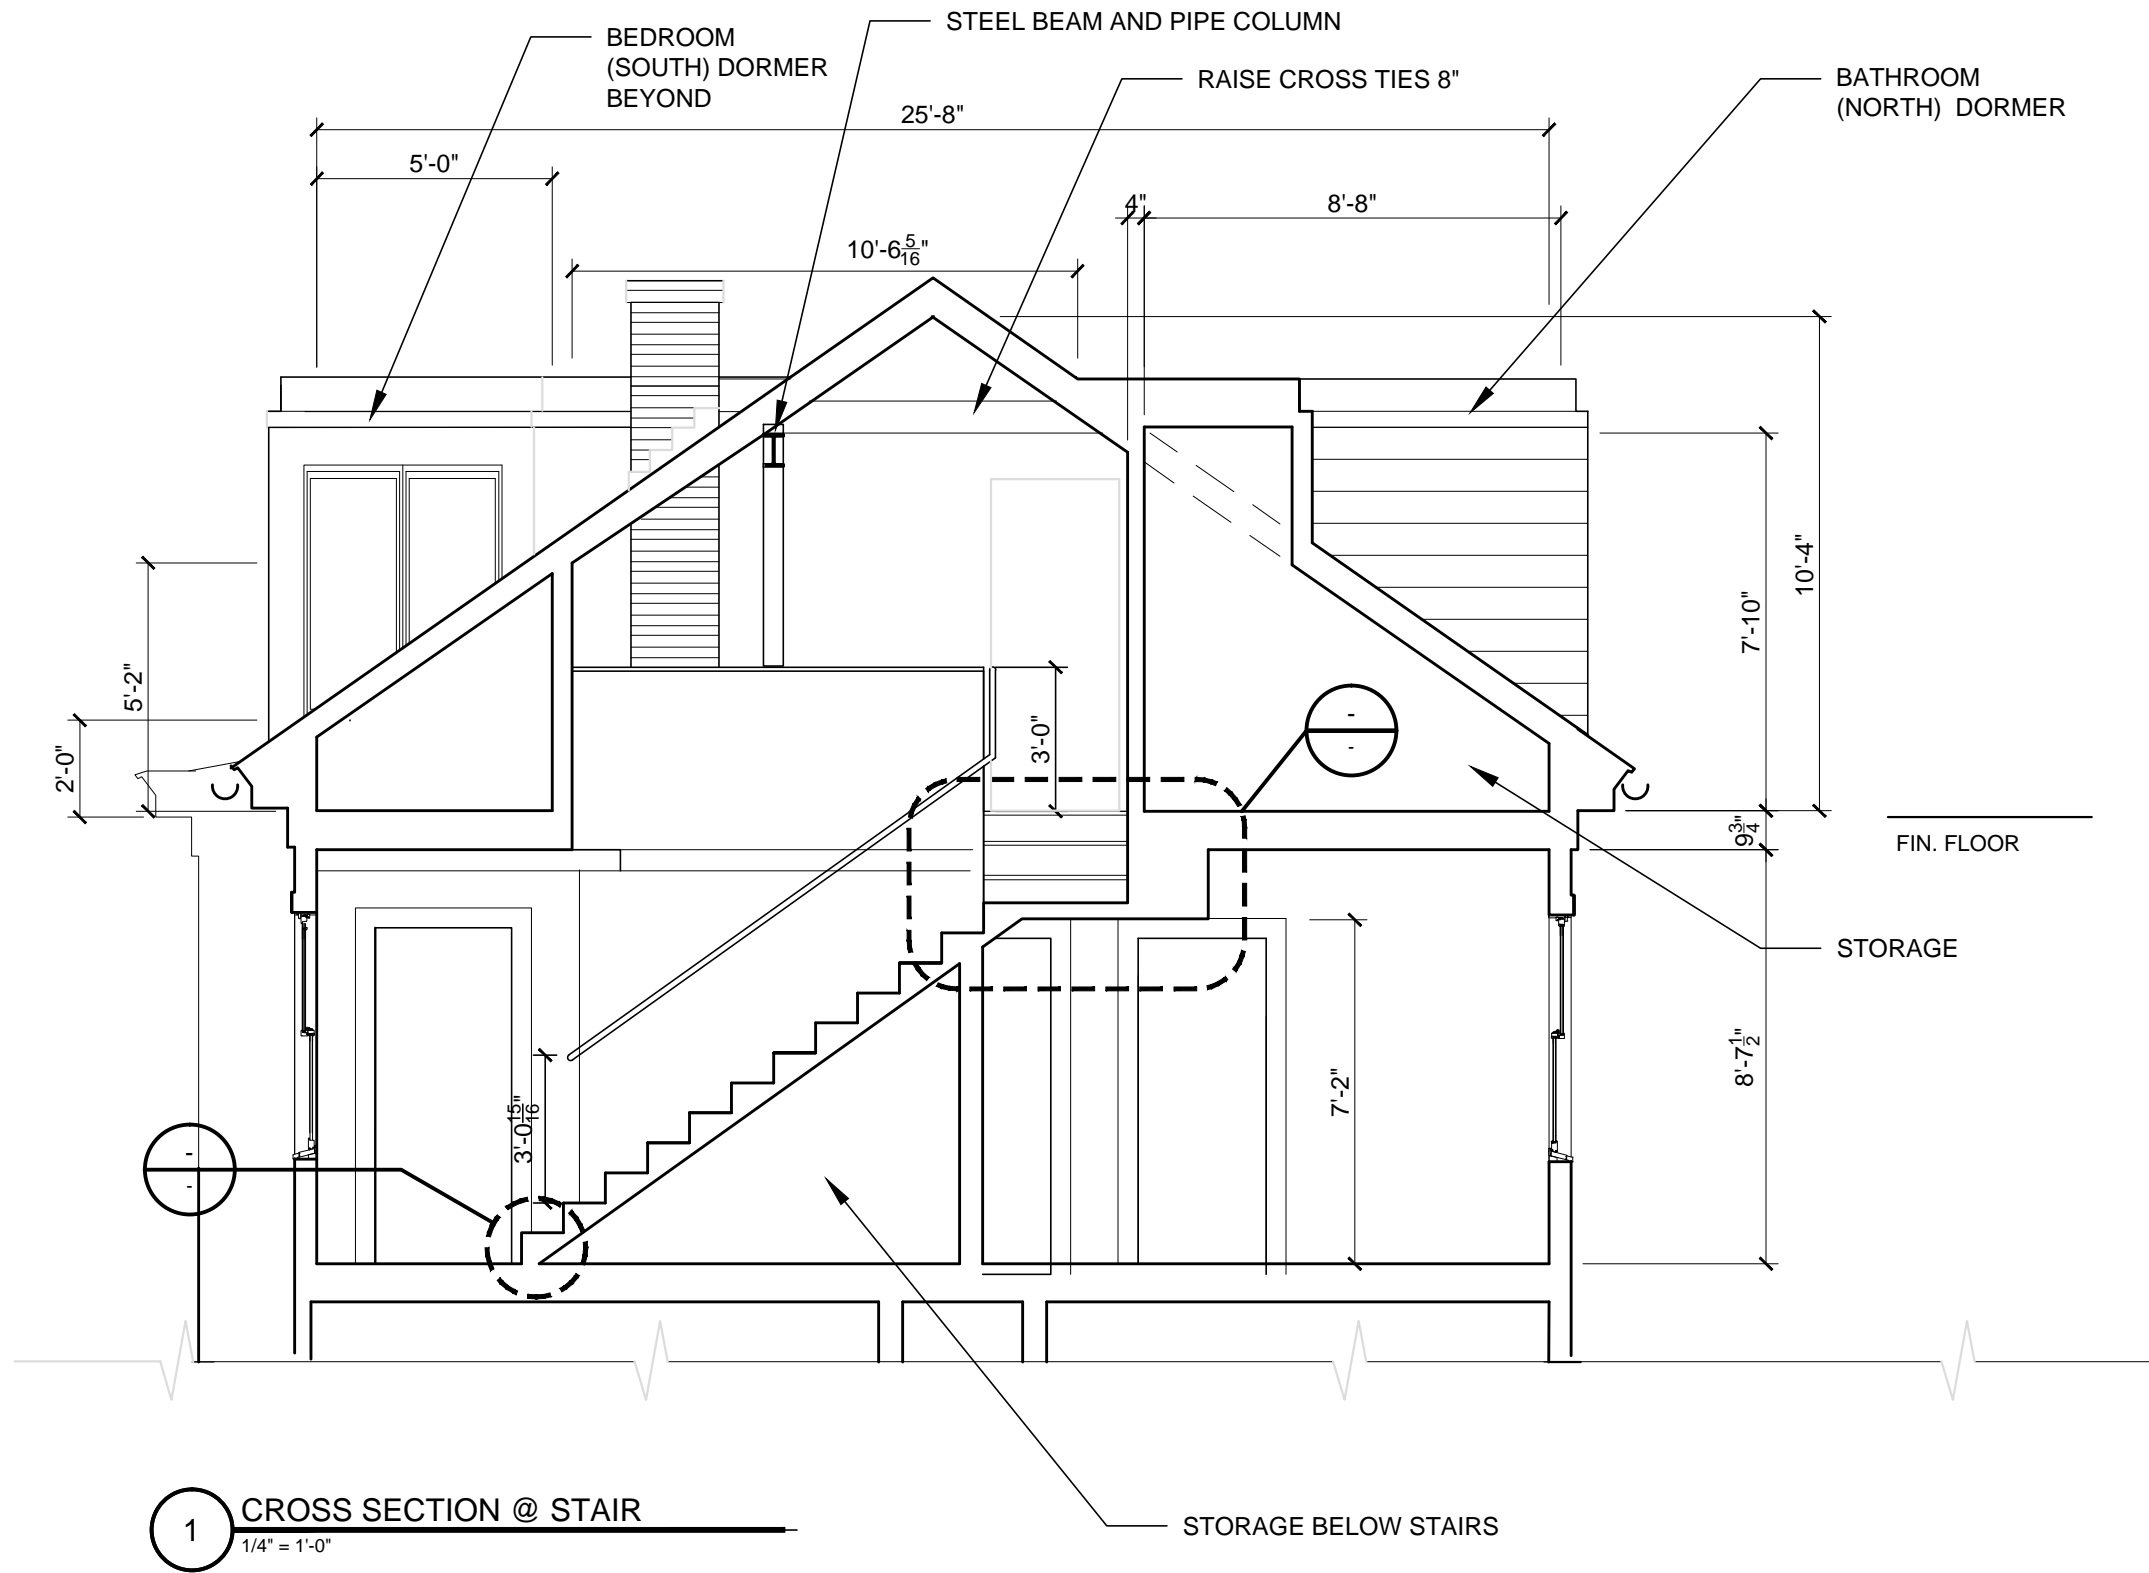 STEEL BEAM AND PIPE COLUMN
BEDROOM
(SOUTH) DORMER
BEYOND
RAISE CROSS TIES 8"
BATHROOM
(NORTH)  DORMER
25'-8"
5'-0"
4"
8'-8"
10'-6 5/16"
10'-4"
7'-10"
5'-2"
2'-0"
3'-0"
-
-
9 3/4"
FIN. FLOOR
STORAGE
8'-7 1/2"
7'-2"
3'-0 15/16"
-
-
1
CROSS SECTION @ STAIR
1/4" = 1'-0"
STORAGE BELOW STAIRS